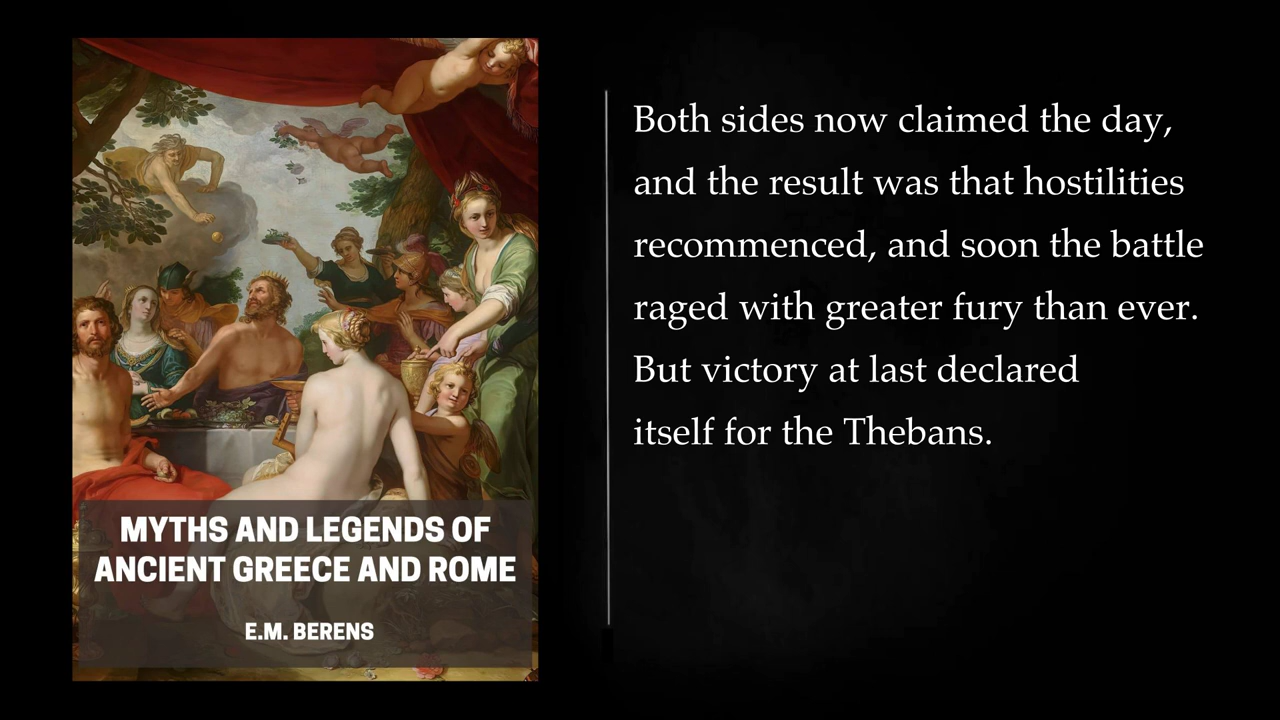 MYTHS AND LEGENDS OF
ANCIENT GREECE AND ROME
E.M. BERENS
Both sides now claimed the day,
and the result was that hostilities
recommenced, and soon the battle
raged with greater fury than ever.
But victory at last declared
itself for the Thebans.